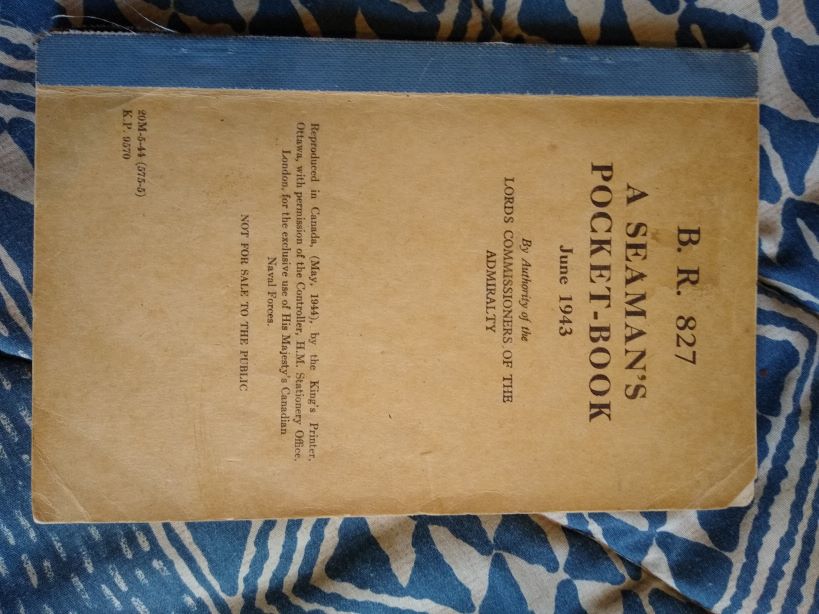 B. R. 827
A SEAMAN'S
POCKET-BOOK
June 1943
By Authority of the
LORDS COMMISSIONERS OF THE
ADMIRALTY
Reproduced in Canada, (May, 1944), by the King's Printer,
Ottawa, with permission of the Controller, H.M. Stationery Office,
London, for the exclusive use of His Majesty's Canadian
Naval Forces.
NOT FOR SALE TO THE PUBLIC
20M-5-44 (575-5)
K.P. 9570